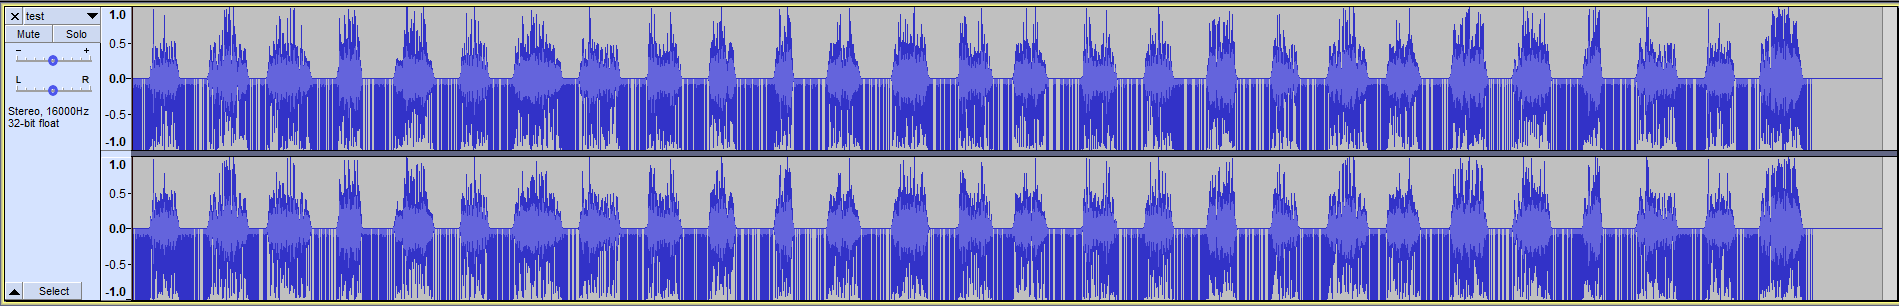 test
Mute Solo
- +
L R
Stereo, 16000Hz
32-bit float
Select
1.0
0.5-
0.0-
-0.5-
-1.0
1.0
0.5-
0.0-
-0.5-
-1.0